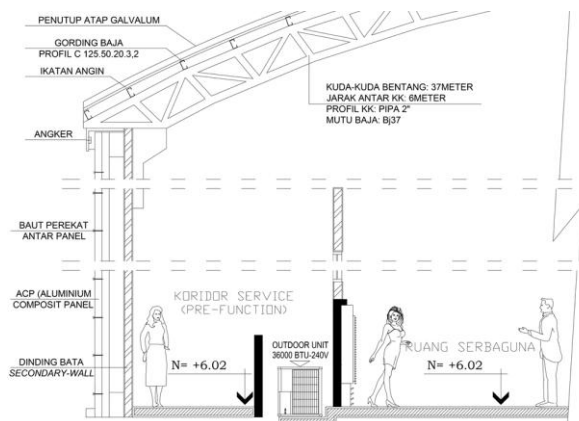 PENUTUP ATAP GALVALUM
GORDING BAJA
PROFIL C 125.50.20.3,2
IKATAN ANGIN
KUDA-KUDA BENTANG: 37METER
JARAK ANTAR KK: 6METER
PROFIL KK: PIPA 2"
MUTU BAJA: Bj37
ANGKER
BAUT PEREKAT
ANTAR PANEL
ACP (ALUMINIUM
COMPOSIT PANEL
KORIDOR SERVICE
(PRE-FUNCTION)
OUTDOOR UNIT
36000 BTU-240V
RUANG SERBAGUNA
DINDING BATA
SECONDARY-WALL
N= +6.02
N= +6.02